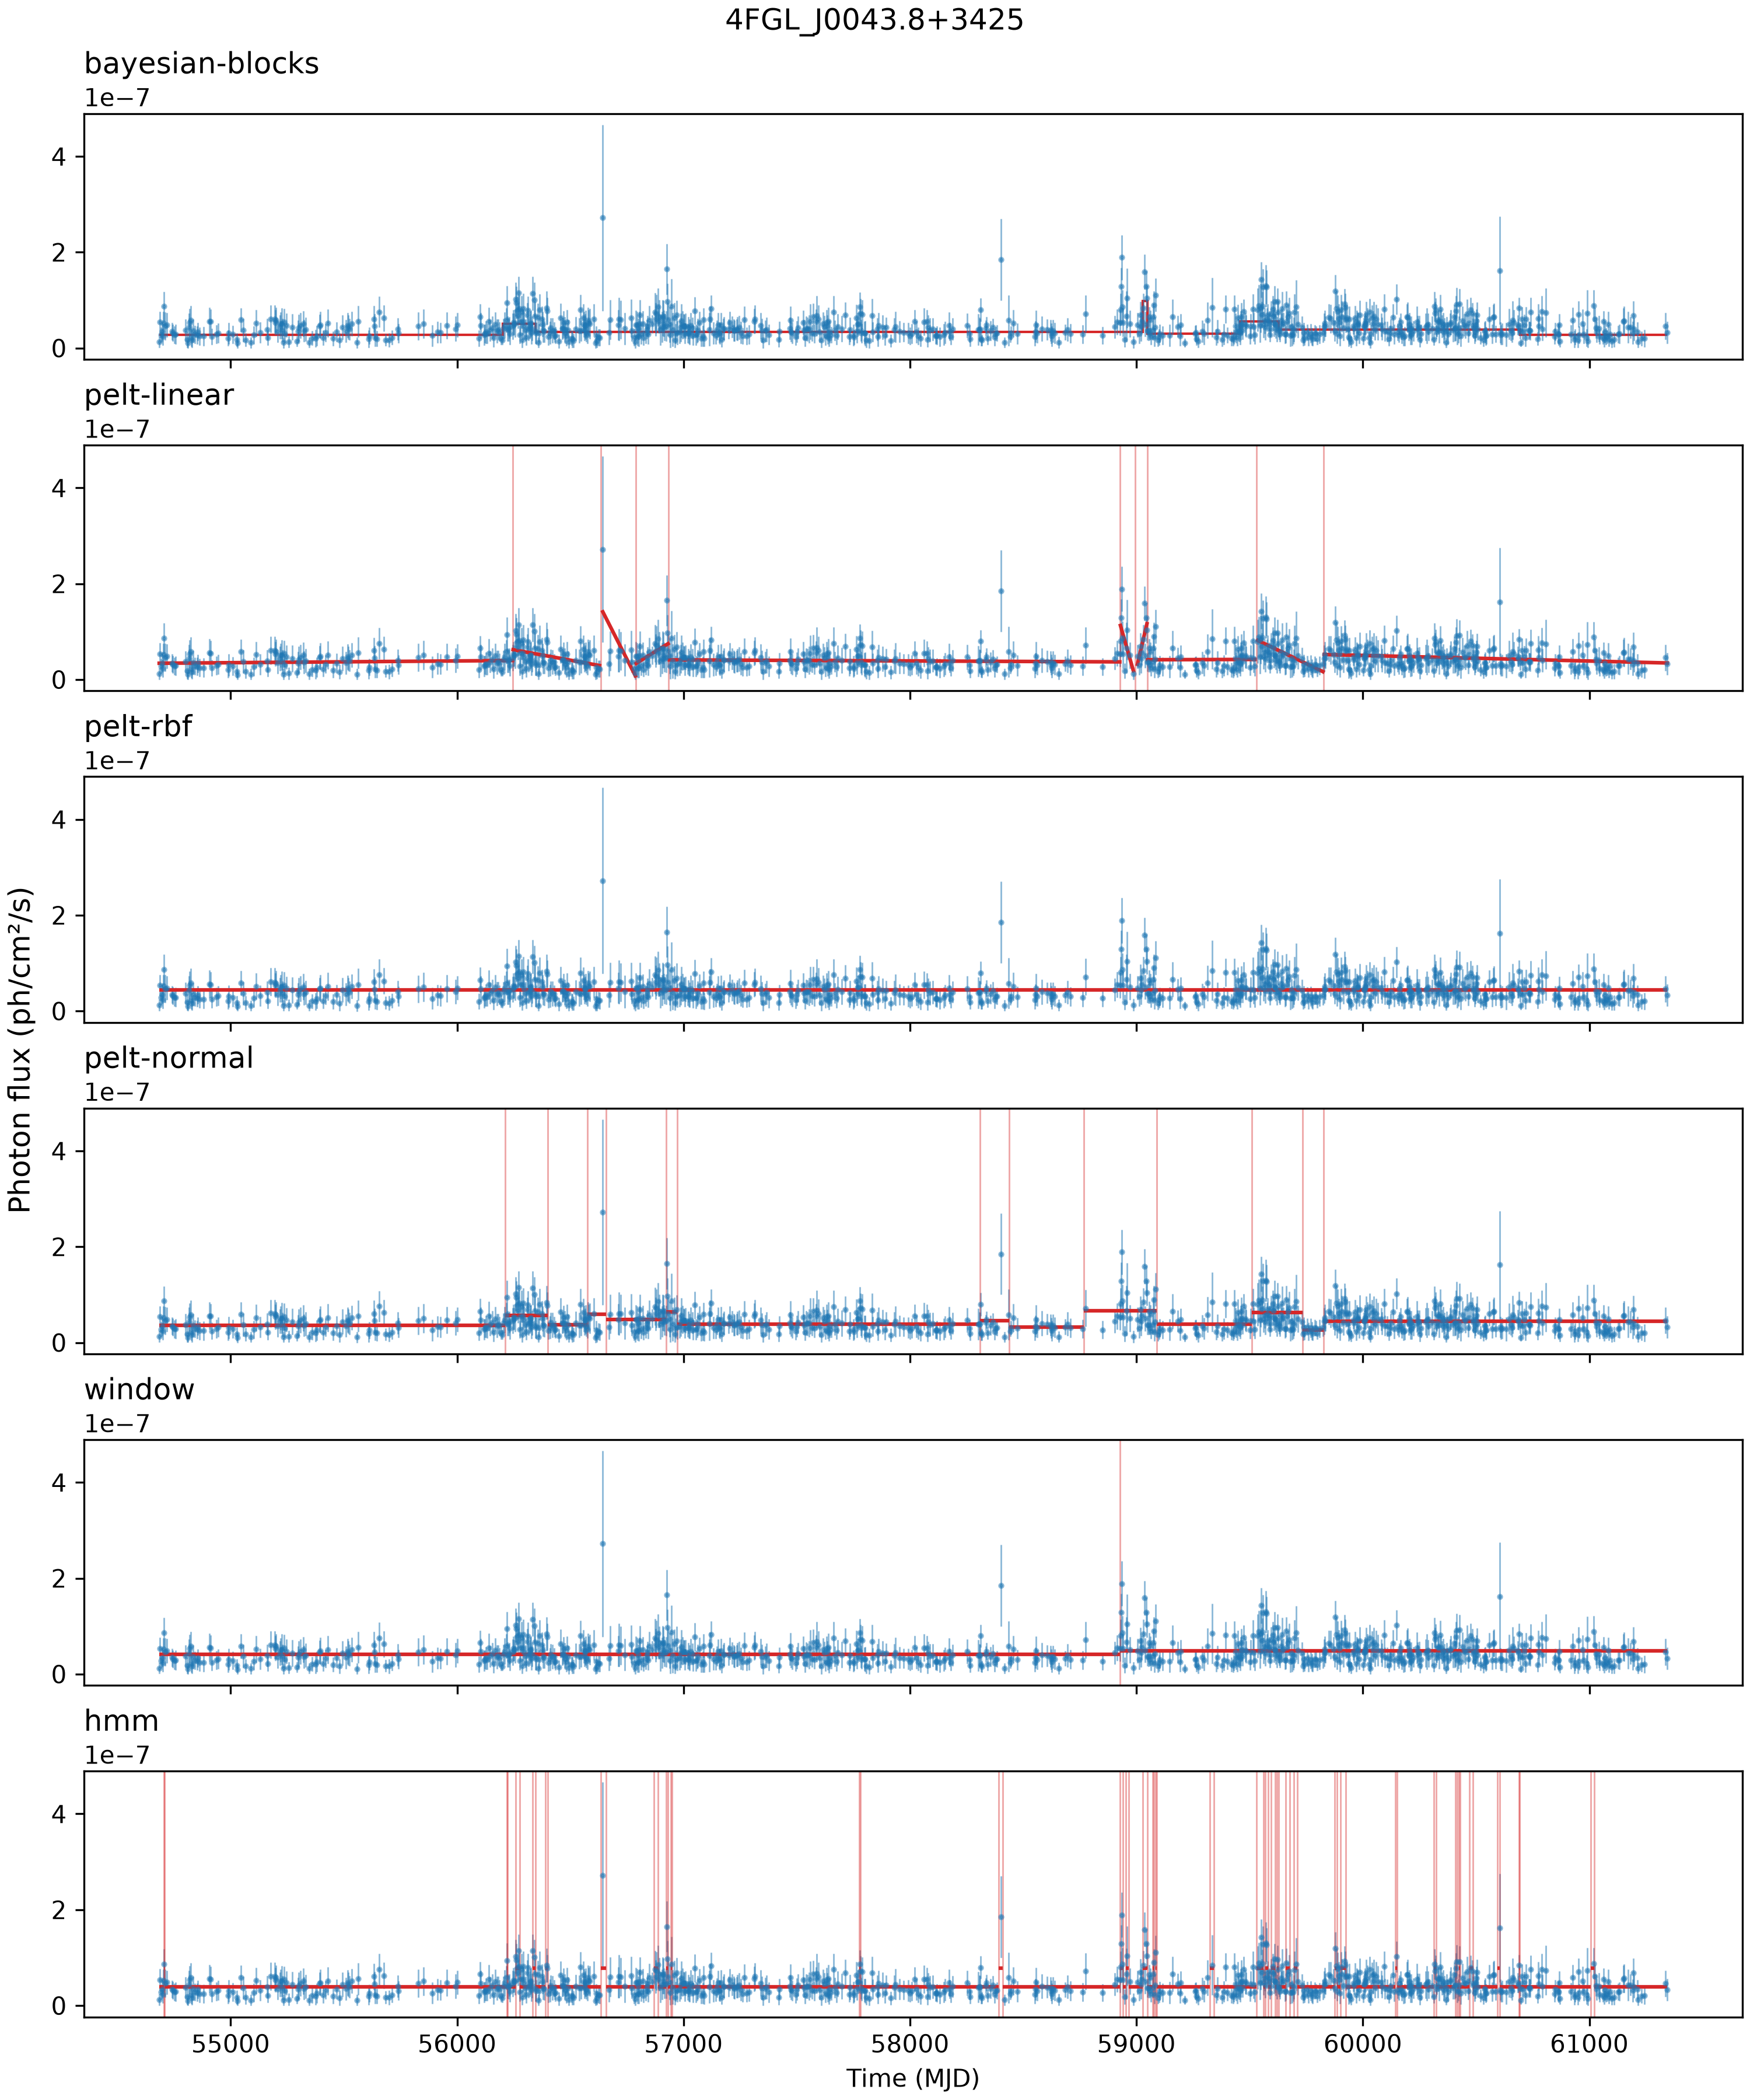 4FGL_J0043.8+3425
bayesian-blocks
1e−7
4
2
0
pelt-linear
1e−7
4
2
0
pelt-rbf
1e−7
4
2
0
pelt-normal
1e−7
4
2
0
window
1e−7
4
2
0
hmm
1e−7
4
2
0
Photon flux (ph/cm²/s)
55000 56000 57000 58000 59000 60000 61000
Time (MJD)